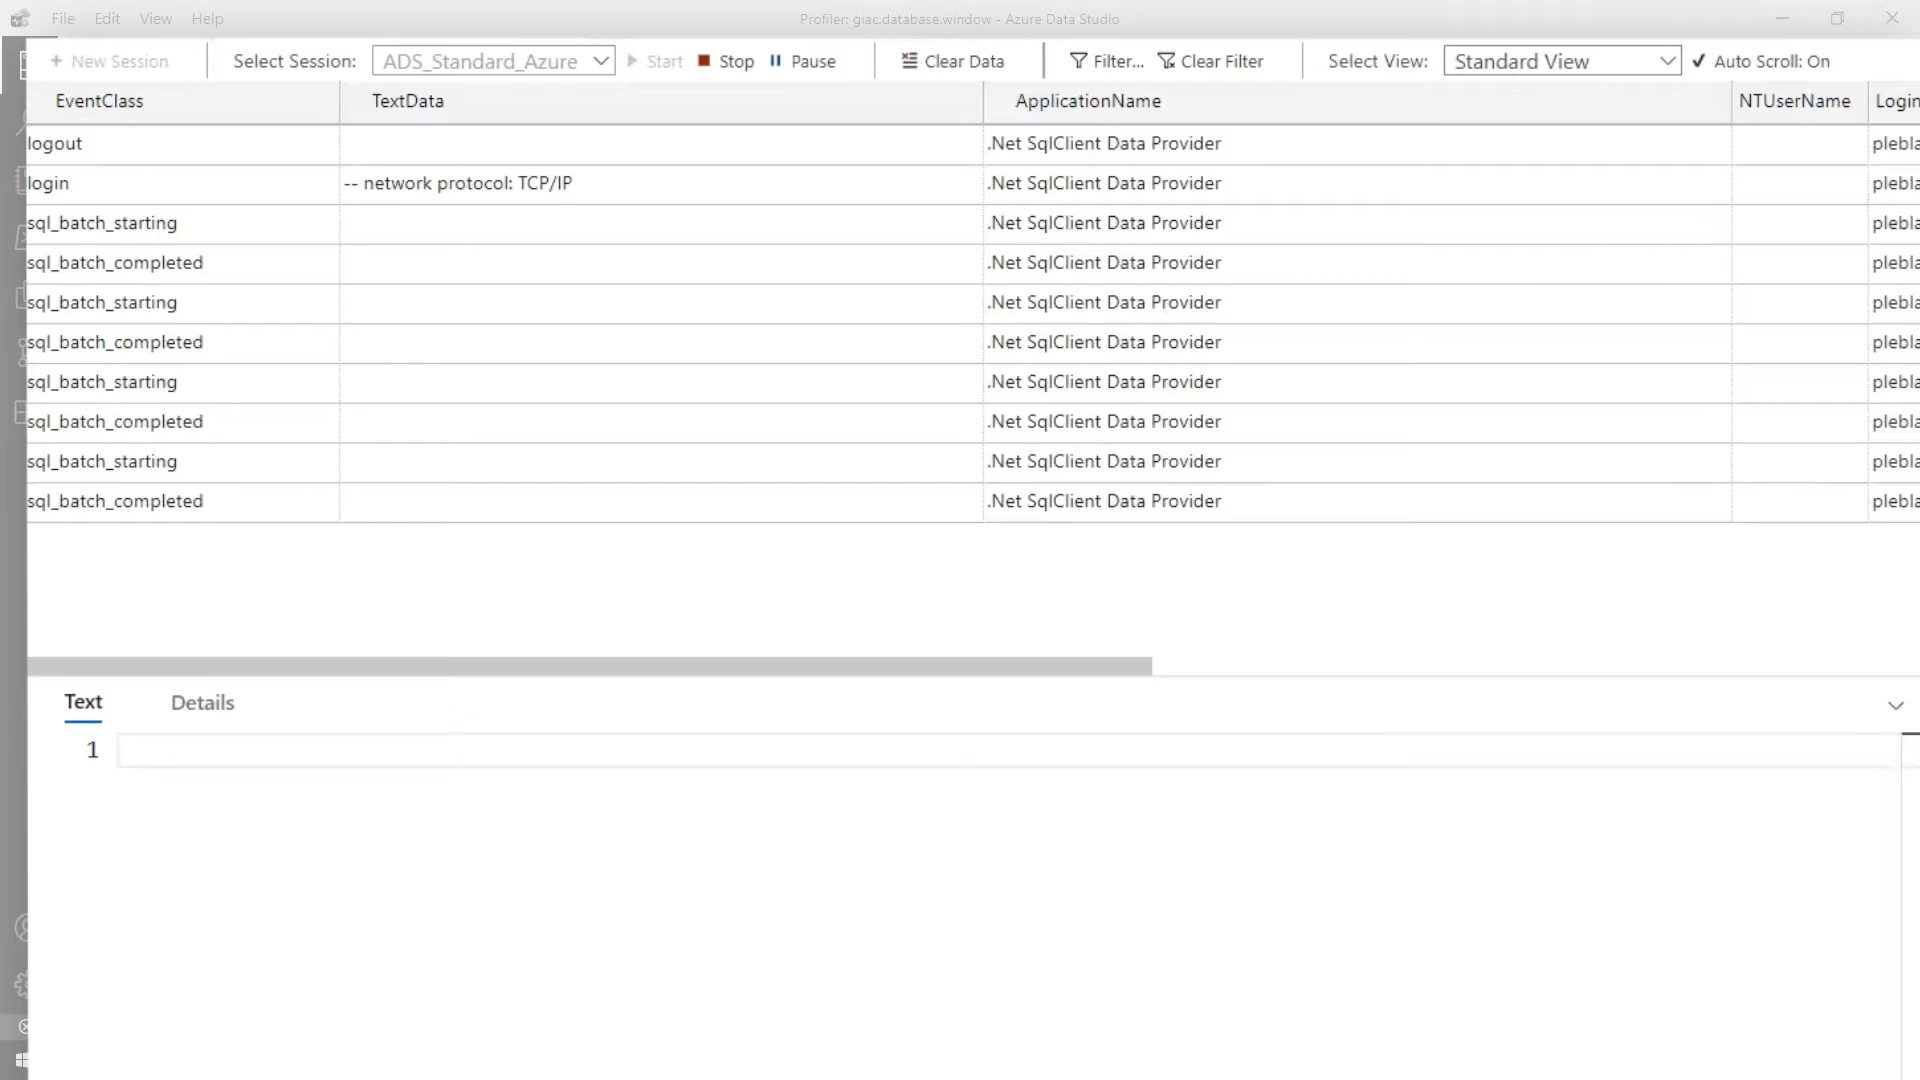 File Edit View Help Profiler: giac.database.window - Azure Data Studio
New Session Select Session: ADS_Standard_Azure Start Stop Pause Clear Data Filter... Clear Filter Select View: Standard View Auto Scroll: On
EventClass TextData ApplicationName NTUserName Login
logout .Net SqlClient Data Provider plebla
login -- network protocol: TCP/IP .Net SqlClient Data Provider plebla
sql_batch_starting .Net SqlClient Data Provider plebla
sql_batch_completed .Net SqlClient Data Provider plebla
sql_batch_starting .Net SqlClient Data Provider plebla
sql_batch_completed .Net SqlClient Data Provider plebla
sql_batch_starting .Net SqlClient Data Provider plebla
sql_batch_completed .Net SqlClient Data Provider plebla
sql_batch_starting .Net SqlClient Data Provider plebla
sql_batch_completed .Net SqlClient Data Provider plebla
Text Details
1